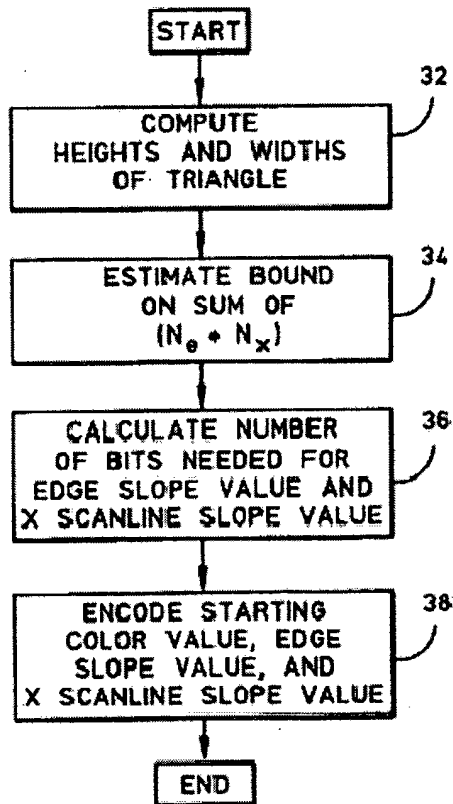 START
32
COMPUTE
HEIGHTS AND WIDTHS
OF TRIANGLE
34
ESTIMATE BOUND
ON SUM OF
(Ne + Nx)
36
CALCULATE NUMBER
OF BITS NEEDED FOR
EDGE SLOPE VALUE AND
X SCANLINE SLOPE VALUE
38
ENCODE STARTING
COLOR VALUE, EDGE
SLOPE VALUE, AND
X SCANLINE SLOPE VALUE
END